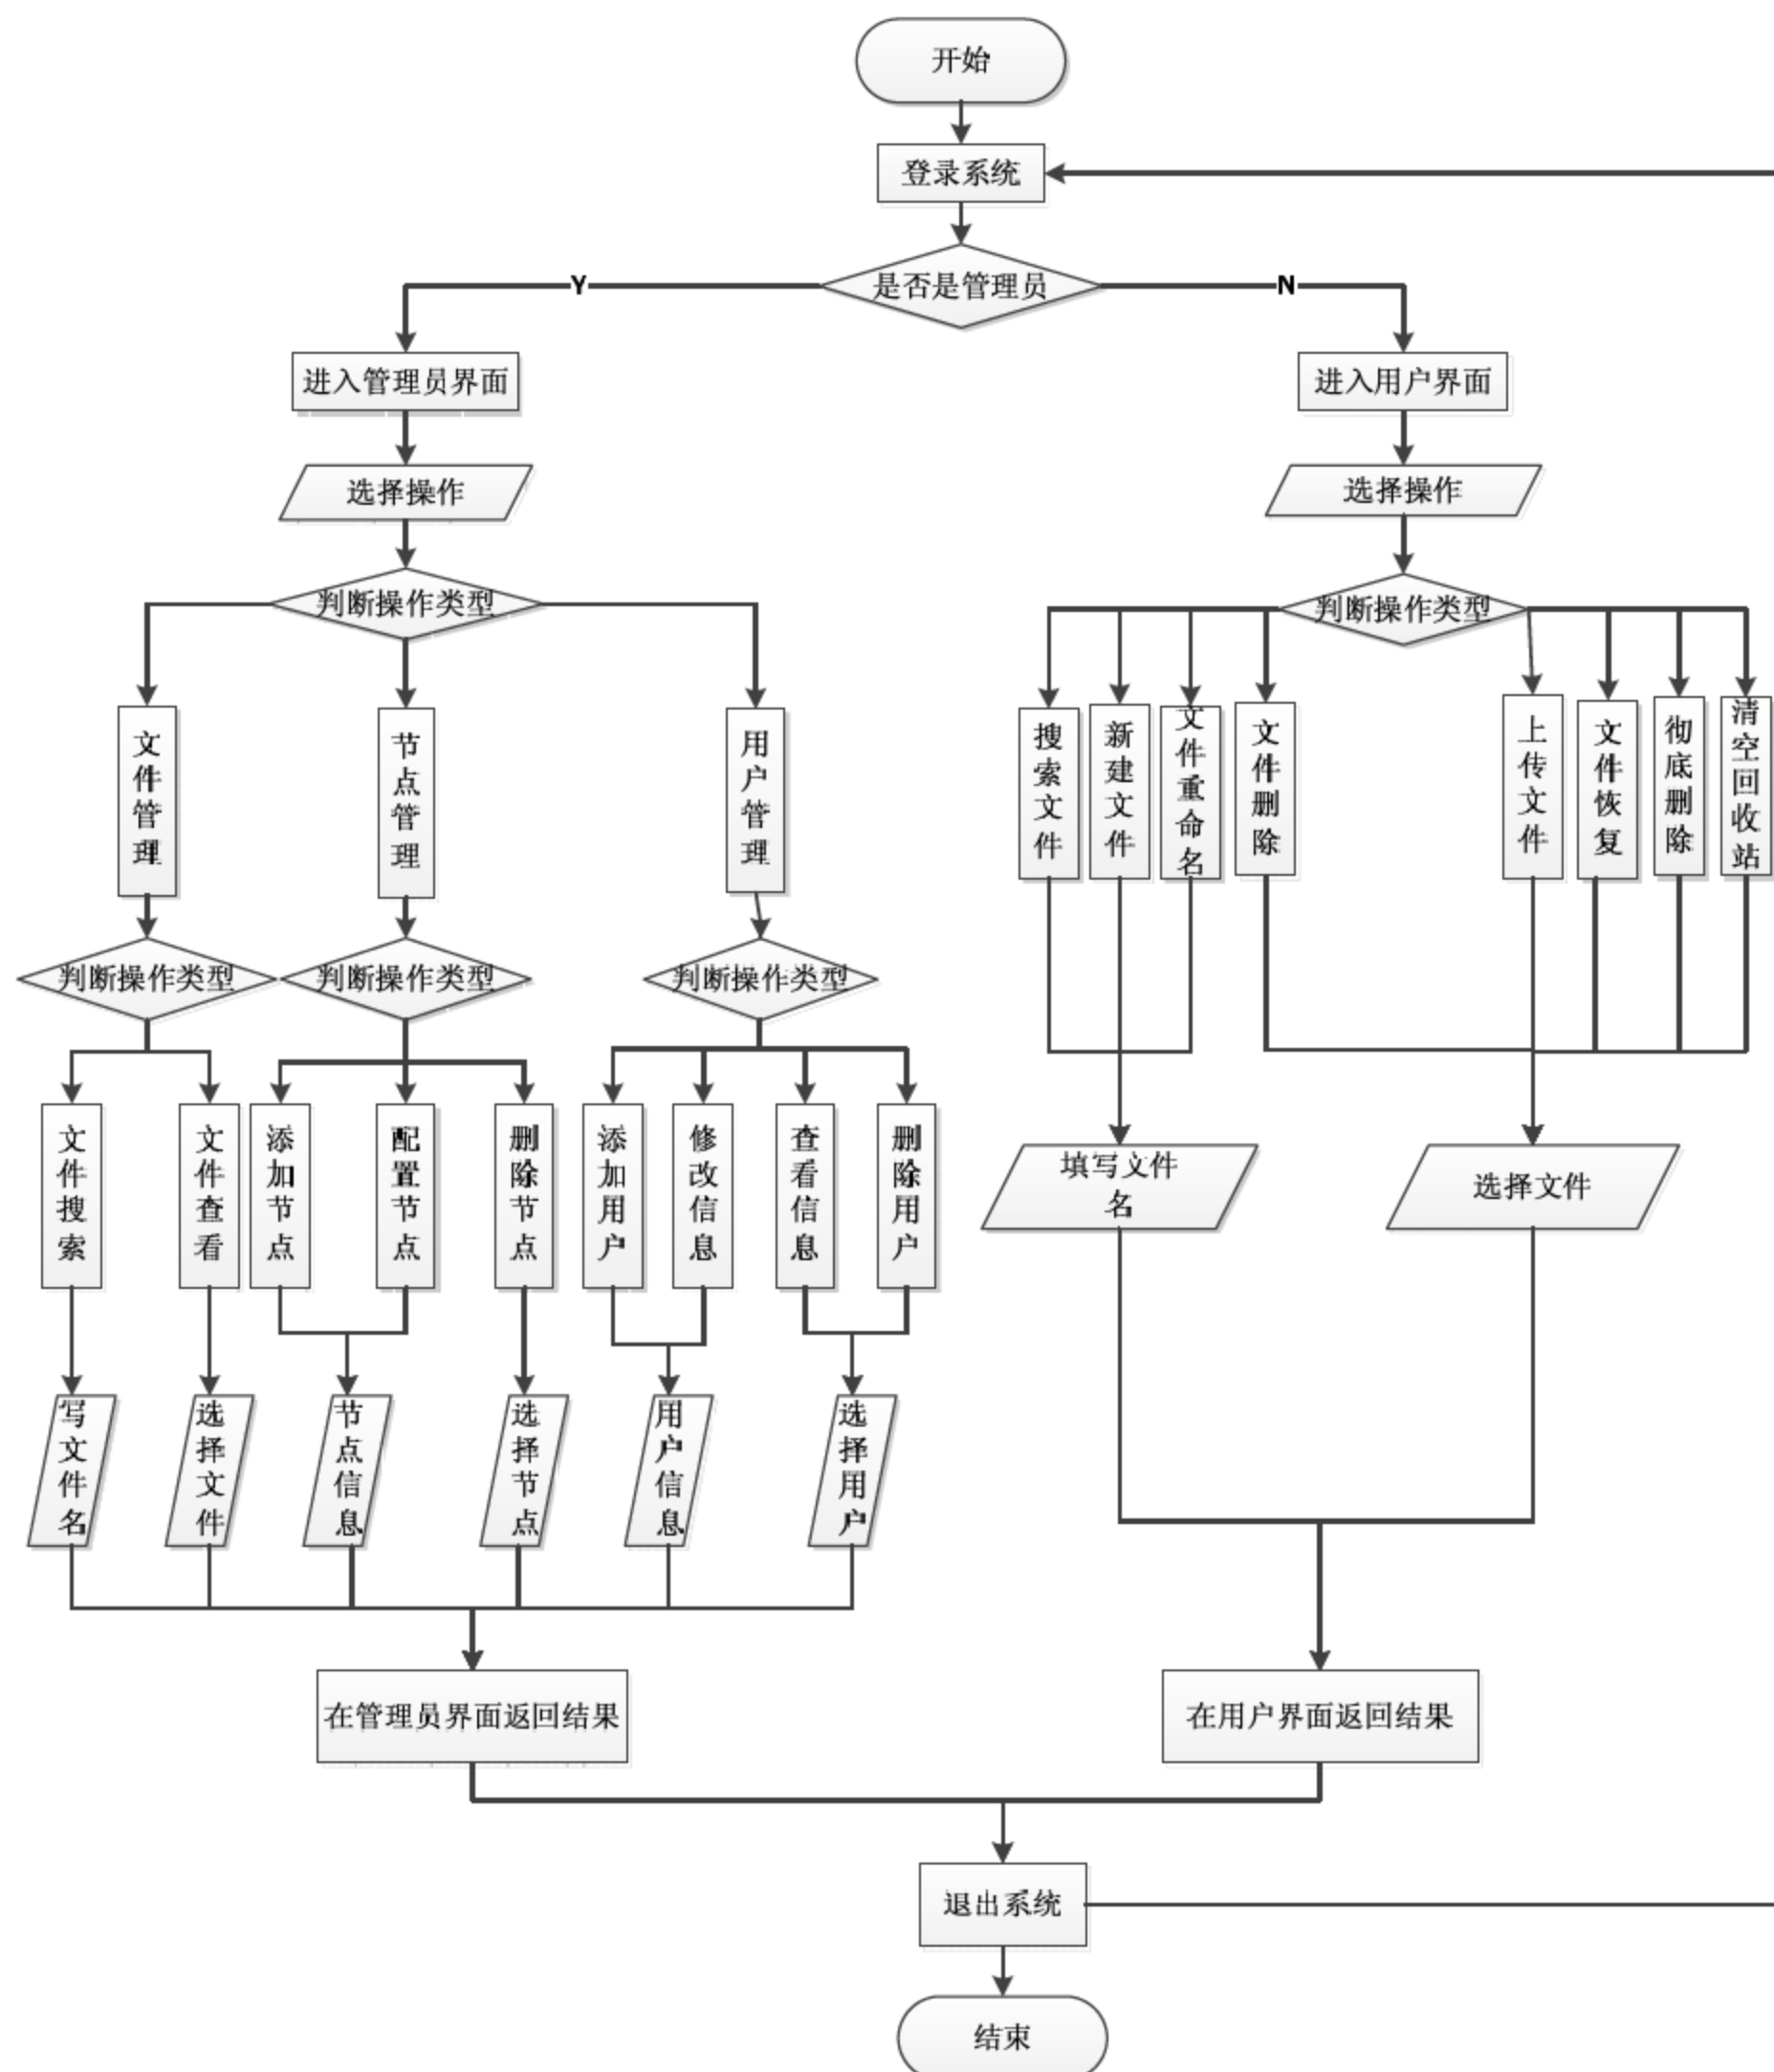 开始
登录系统
是否是管理员
Y
N
进入管理员界面
进入用户界面
选择操作
选择操作
判断操作类型
判断操作类型
文件管理
节点管理
用户管理
搜索文件
新建文件
文件重命名
文件删除
上传文件
文件恢复
彻底删除
清空回收站
判断操作类型
判断操作类型
判断操作类型
文件搜索
文件查看
添加节点
配置节点
删除节点
添加用户
修改信息
查看信息
删除用户
填写文件
名
选择文件
写文件名
选择文件
节点信息
选择节点
用户信息
选择用户
在管理员界面返回结果
在用户界面返回结果
退出系统
结束